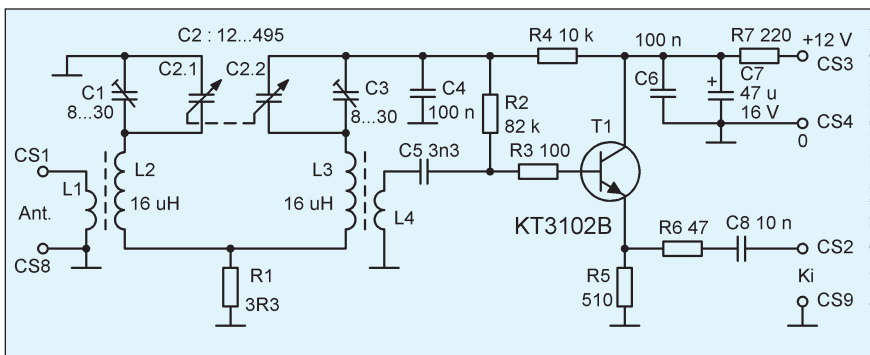 C2 : 12...495
R4 10 k
100 n
R7 220
+12 V
CS3
C2.1
C2.2
C1
8...30
C3
8...30
C4
100 n
R2
82 k
C6
C7
47 u
16 V
+
CS4
0
T1
CS1
L1
L2
16 uH
L3
16 uH
L4
C5 3n3
R3 100
Ant.
CS8
KT3102B
R6 47
C8 10 n
CS2
R1
3R3
R5
510
Ki
CS9